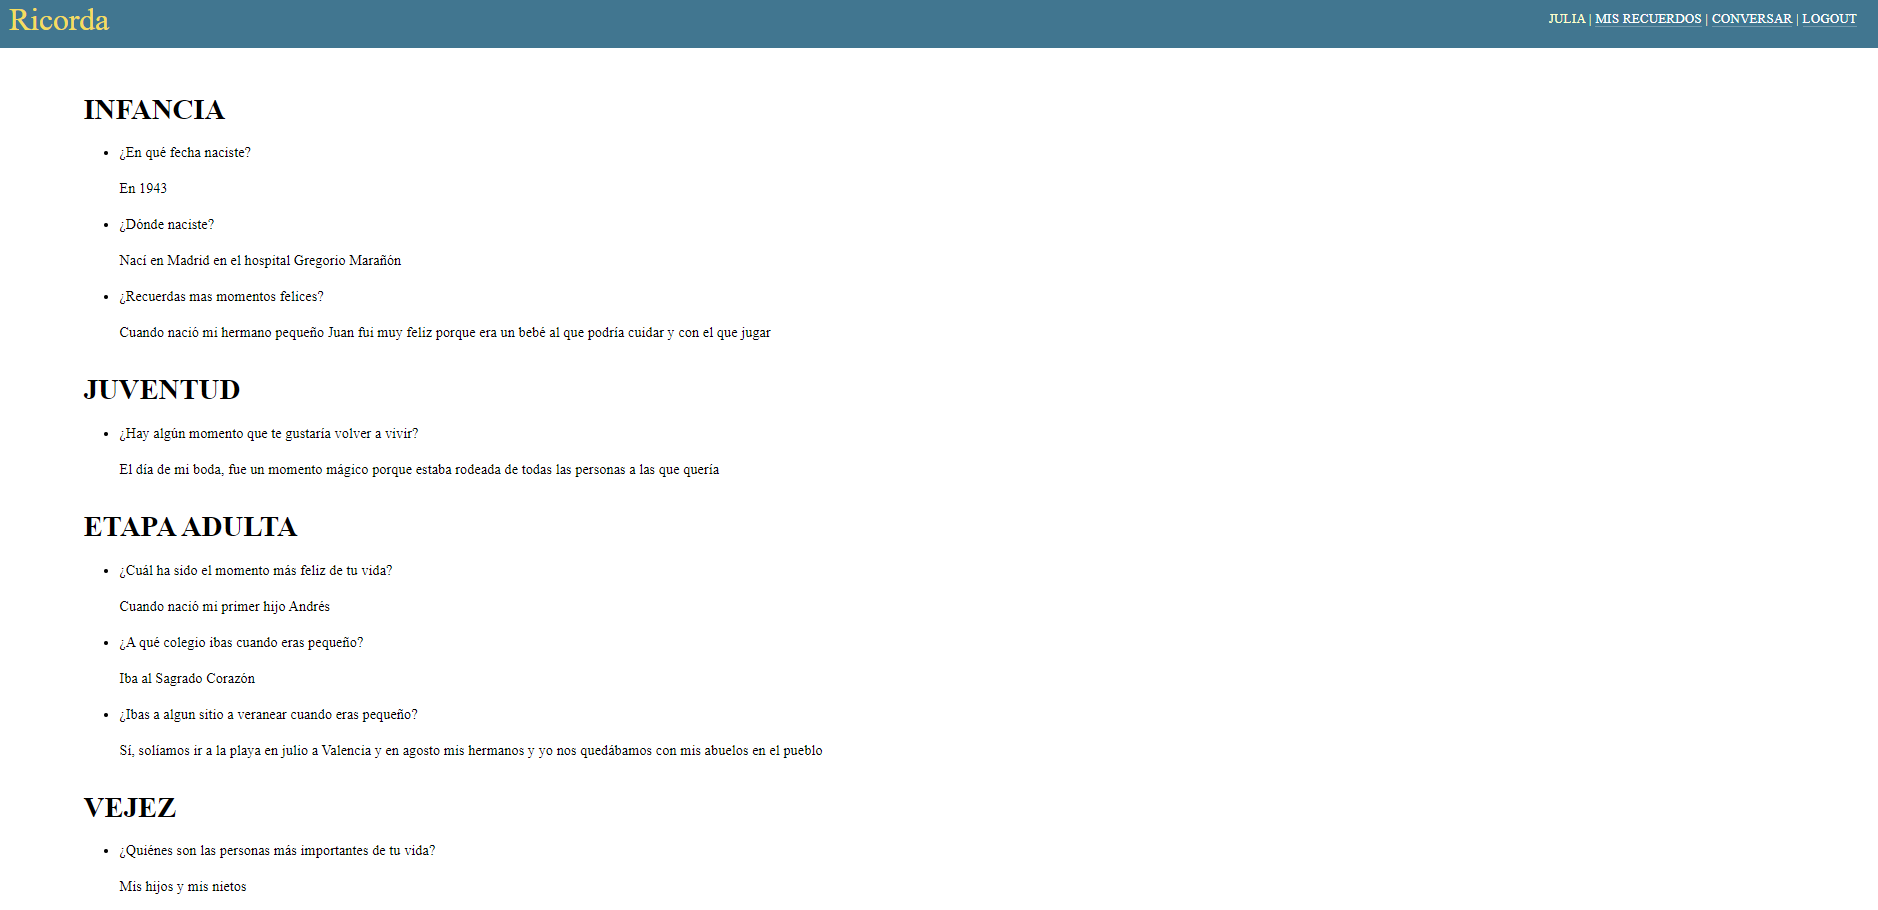 Ricorda
JULIA | MIS RECUERDOS | CONVERSAR | LOGOUT
INFANCIA
• ¿En qué fecha naciste?
En 1943
• ¿Dónde naciste?
Nací en Madrid en el hospital Gregorio Marañón
• ¿Recuerdas mas momentos felices?
Cuando nació mi hermano pequeño Juan fui muy feliz porque era un bebé al que podría cuidar y con el que jugar
JUVENTUD
• ¿Hay algún momento que te gustaría volver a vivir?
El día de mi boda, fue un momento mágico porque estaba rodeada de todas las personas a las que quería
ETAPA ADULTA
• ¿Cuál ha sido el momento más feliz de tu vida?
Cuando nació mi primer hijo Andrés
• ¿A qué colegio ibas cuando eras pequeño?
Iba al Sagrado Corazón
• ¿Ibas a algun sitio a veranear cuando eras pequeño?
Sí, solíamos ir a la playa en julio a Valencia y en agosto mis hermanos y yo nos quedábamos con mis abuelos en el pueblo
VEJEZ
• ¿Quiénes son las personas más importantes de tu vida?
Mis hijos y mis nietos